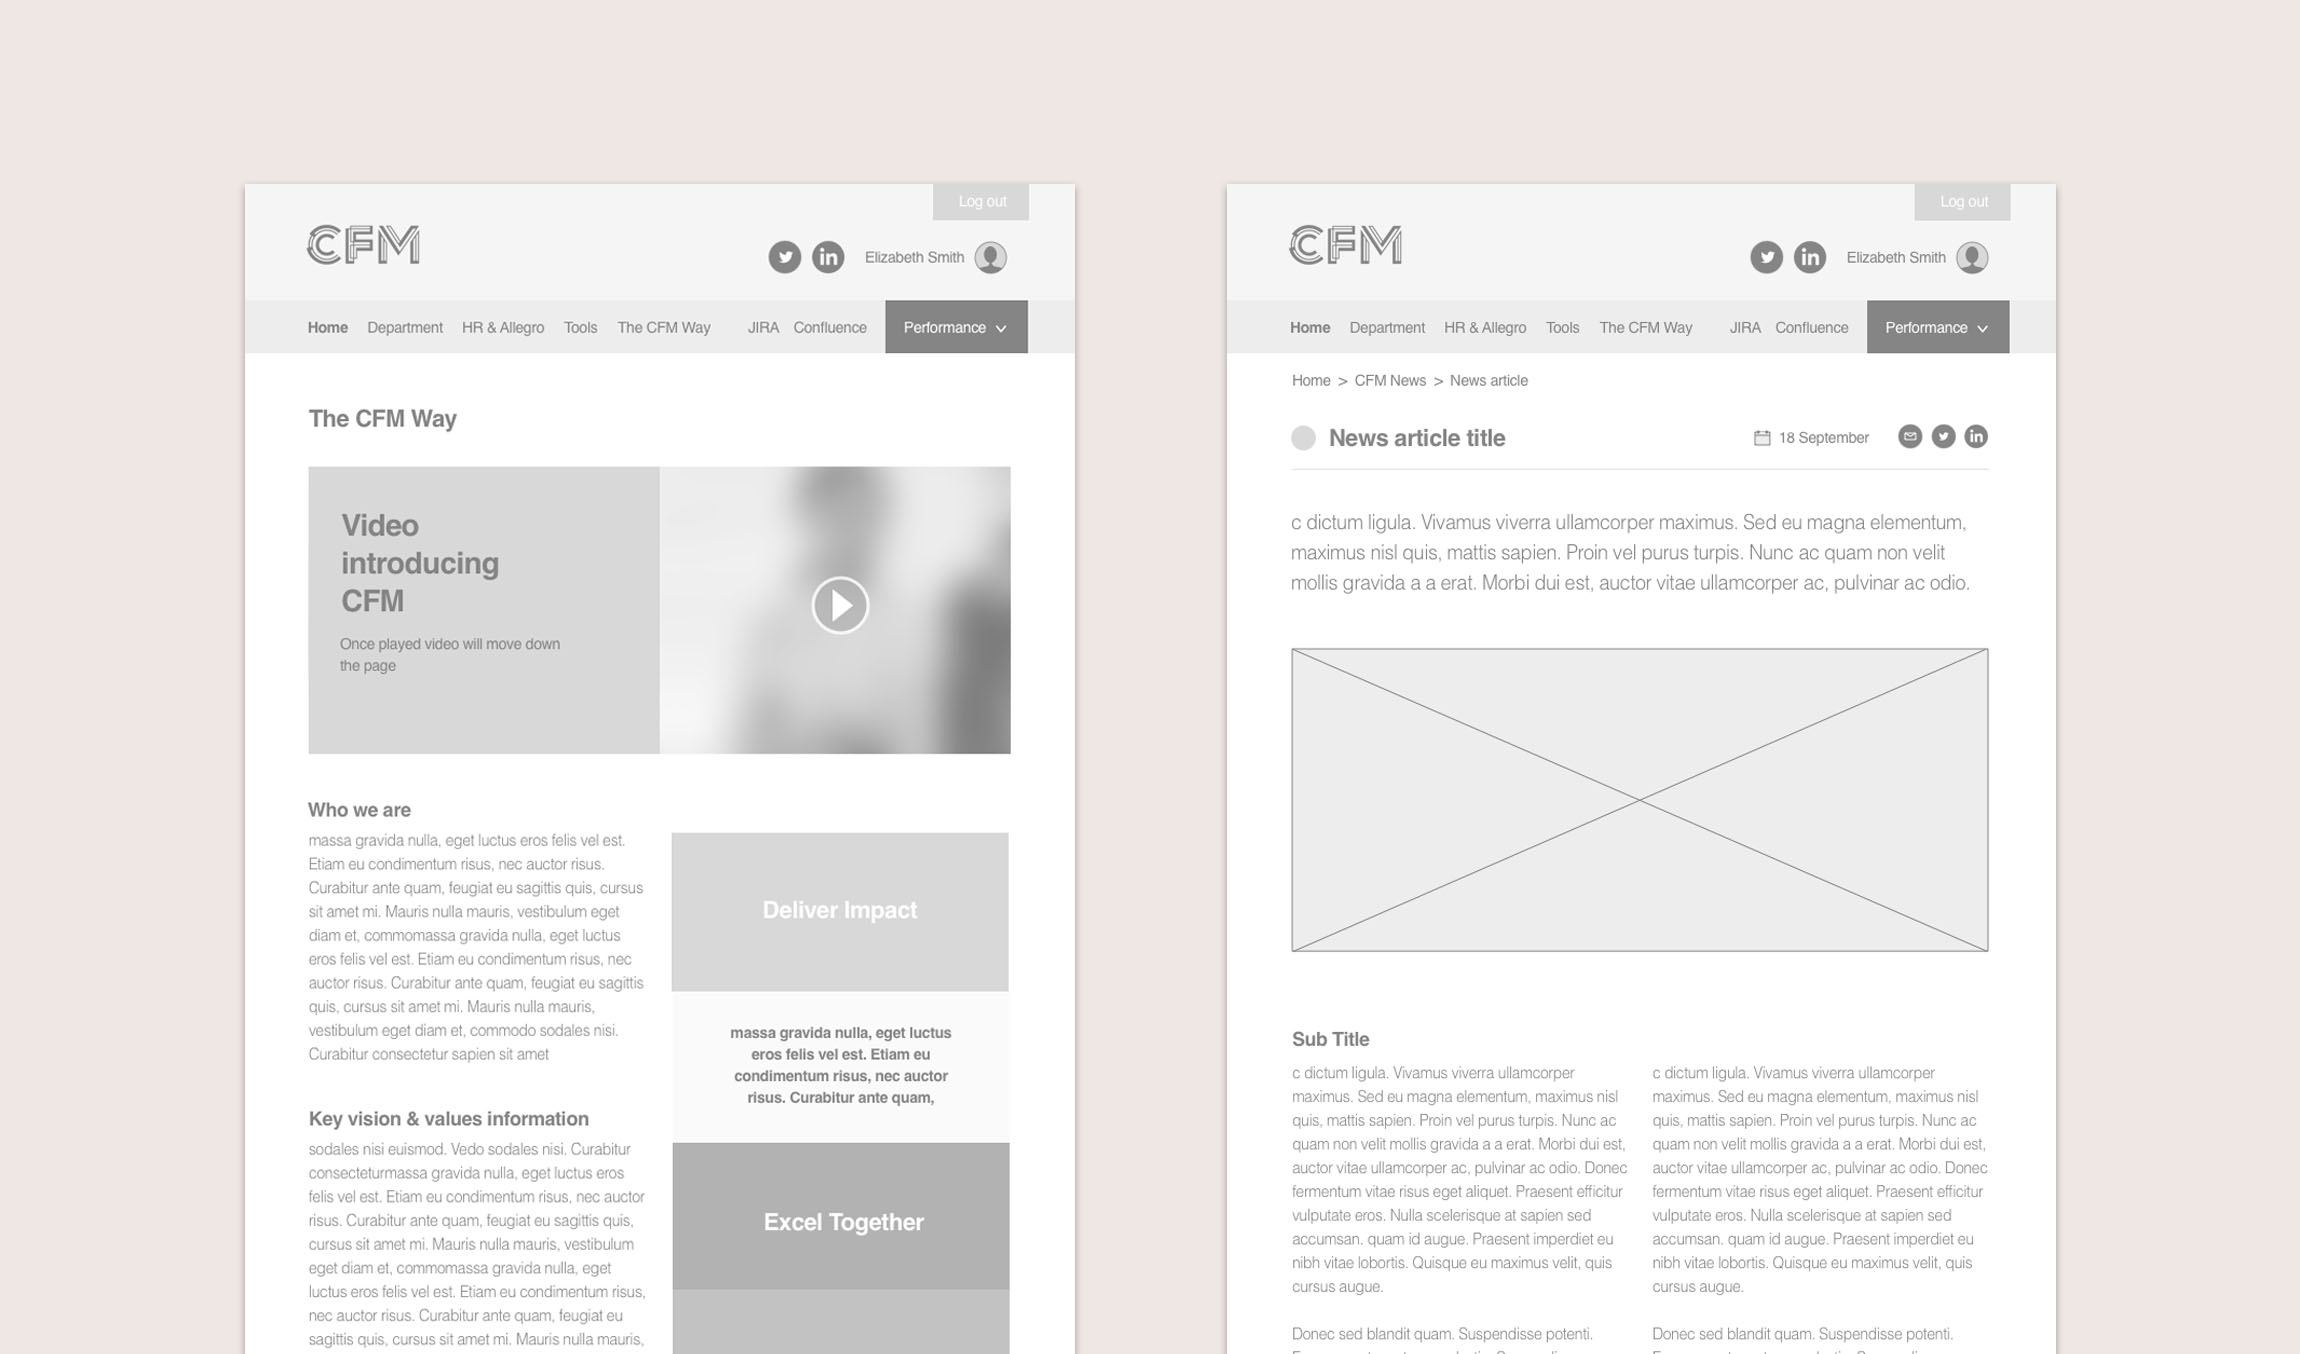 Log out
CFM
Elizabeth Smith
Home Department HR & Allegro Tools The CFM Way JIRA Confluence Performance
The CFM Way
Video
introducing
CFM
Once played video will move down
the page
Who we are
massa gravida nulla, eget luctus eros felis vel est.
Etiam eu condimentum risus, nec auctor risus.
Curabitur ante quam, feugiat eu sagittis quis, cursus
sit amet mi. Mauris nulla mauris, vestibulum eget
diam et, commomassa gravida nulla, eget luctus
eros felis vel est. Etiam eu condimentum risus, nec
auctor risus. Curabitur ante quam, feugiat eu sagittis
quis, cursus sit amet mi. Mauris nulla mauris,
vestibulum eget diam et, commodo sodales nisi.
Curabitur consectetur sapien sit amet
Key vision & values information
sodales nisi euismod. Vedo sodales nisi. Curabitur
consecteturmassa gravida nulla, eget luctus eros
felis vel est. Etiam eu condimentum risus, nec auctor
risus. Curabitur ante quam, feugiat eu sagittis quis,
cursus sit amet mi. Mauris nulla mauris, vestibulum
eget diam et, commomassa gravida nulla, eget
luctus eros felis vel est. Etiam eu condimentum risus,
nec auctor risus. Curabitur ante quam, feugiat eu
sagittis quis, cursus sit amet mi. Mauris nulla mauris,
Deliver Impact
massa gravida nulla, eget luctus
eros felis vel est. Etiam eu
condimentum risus, nec auctor
risus. Curabitur ante quam,
Excel Together
Log out
CFM
Elizabeth Smith
Home Department HR & Allegro Tools The CFM Way JIRA Confluence Performance
Home > CFM News > News article
News article title
18 September
c dictum ligula. Vivamus viverra ullamcorper maximus. Sed eu magna elementum,
maximus nisl quis, mattis sapien. Proin vel purus turpis. Nunc ac quam non velit
mollis gravida a a erat. Morbi dui est, auctor vitae ullamcorper ac, pulvinar ac odio.
Sub Title
c dictum ligula. Vivamus viverra ullamcorper
maximus. Sed eu magna elementum, maximus nisl
quis, mattis sapien. Proin vel purus turpis. Nunc ac
quam non velit mollis gravida a a erat. Morbi dui est,
auctor vitae ullamcorper ac, pulvinar ac odio. Donec
fermentum vitae risus eget aliquet. Praesent efficitur
vulputate eros. Nulla scelerisque at sapien sed
accumsan. quam id augue. Praesent imperdiet eu
nibh vitae lobortis. Quisque eu maximus velit, quis
cursus augue.
Donec sed blandit quam. Suspendisse potenti.
c dictum ligula. Vivamus viverra ullamcorper
maximus. Sed eu magna elementum, maximus nisl
quis, mattis sapien. Proin vel purus turpis. Nunc ac
quam non velit mollis gravida a a erat. Morbi dui est,
auctor vitae ullamcorper ac, pulvinar ac odio. Donec
fermentum vitae risus eget aliquet. Praesent efficitur
vulputate eros. Nulla scelerisque at sapien sed
accumsan. quam id augue. Praesent imperdiet eu
nibh vitae lobortis. Quisque eu maximus velit, quis
cursus augue.
Donec sed blandit quam. Suspendisse potenti.